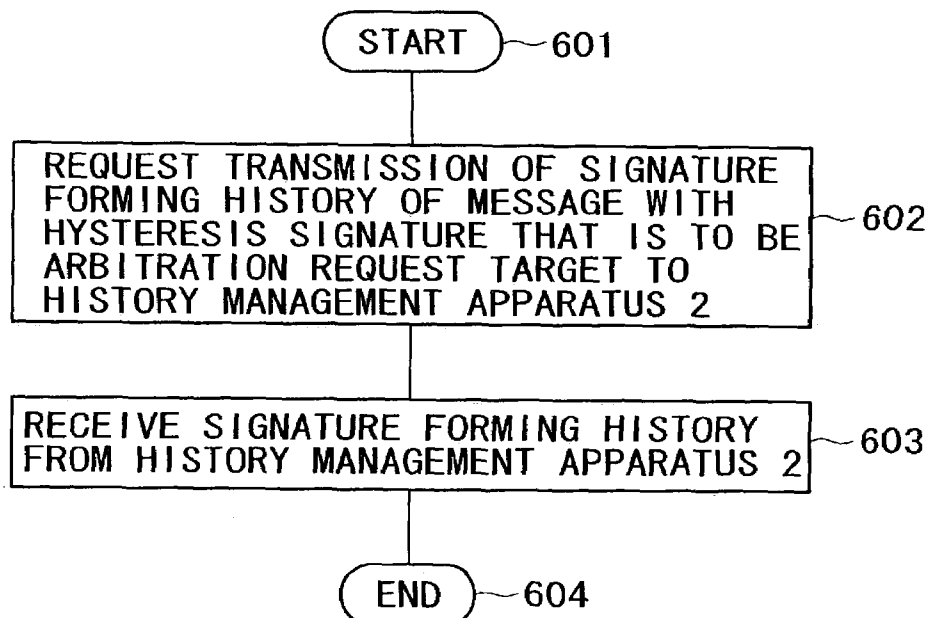 START 601
REQUEST TRANSMISSION OF SIGNATURE
FORMING HISTORY OF MESSAGE WITH
HYSTERESIS SIGNATURE THAT IS TO BE
ARBITRATION REQUEST TARGET TO
HISTORY MANAGEMENT APPARATUS 2
602
RECEIVE SIGNATURE FORMING HISTORY
FROM HISTORY MANAGEMENT APPARATUS 2
603
END 604